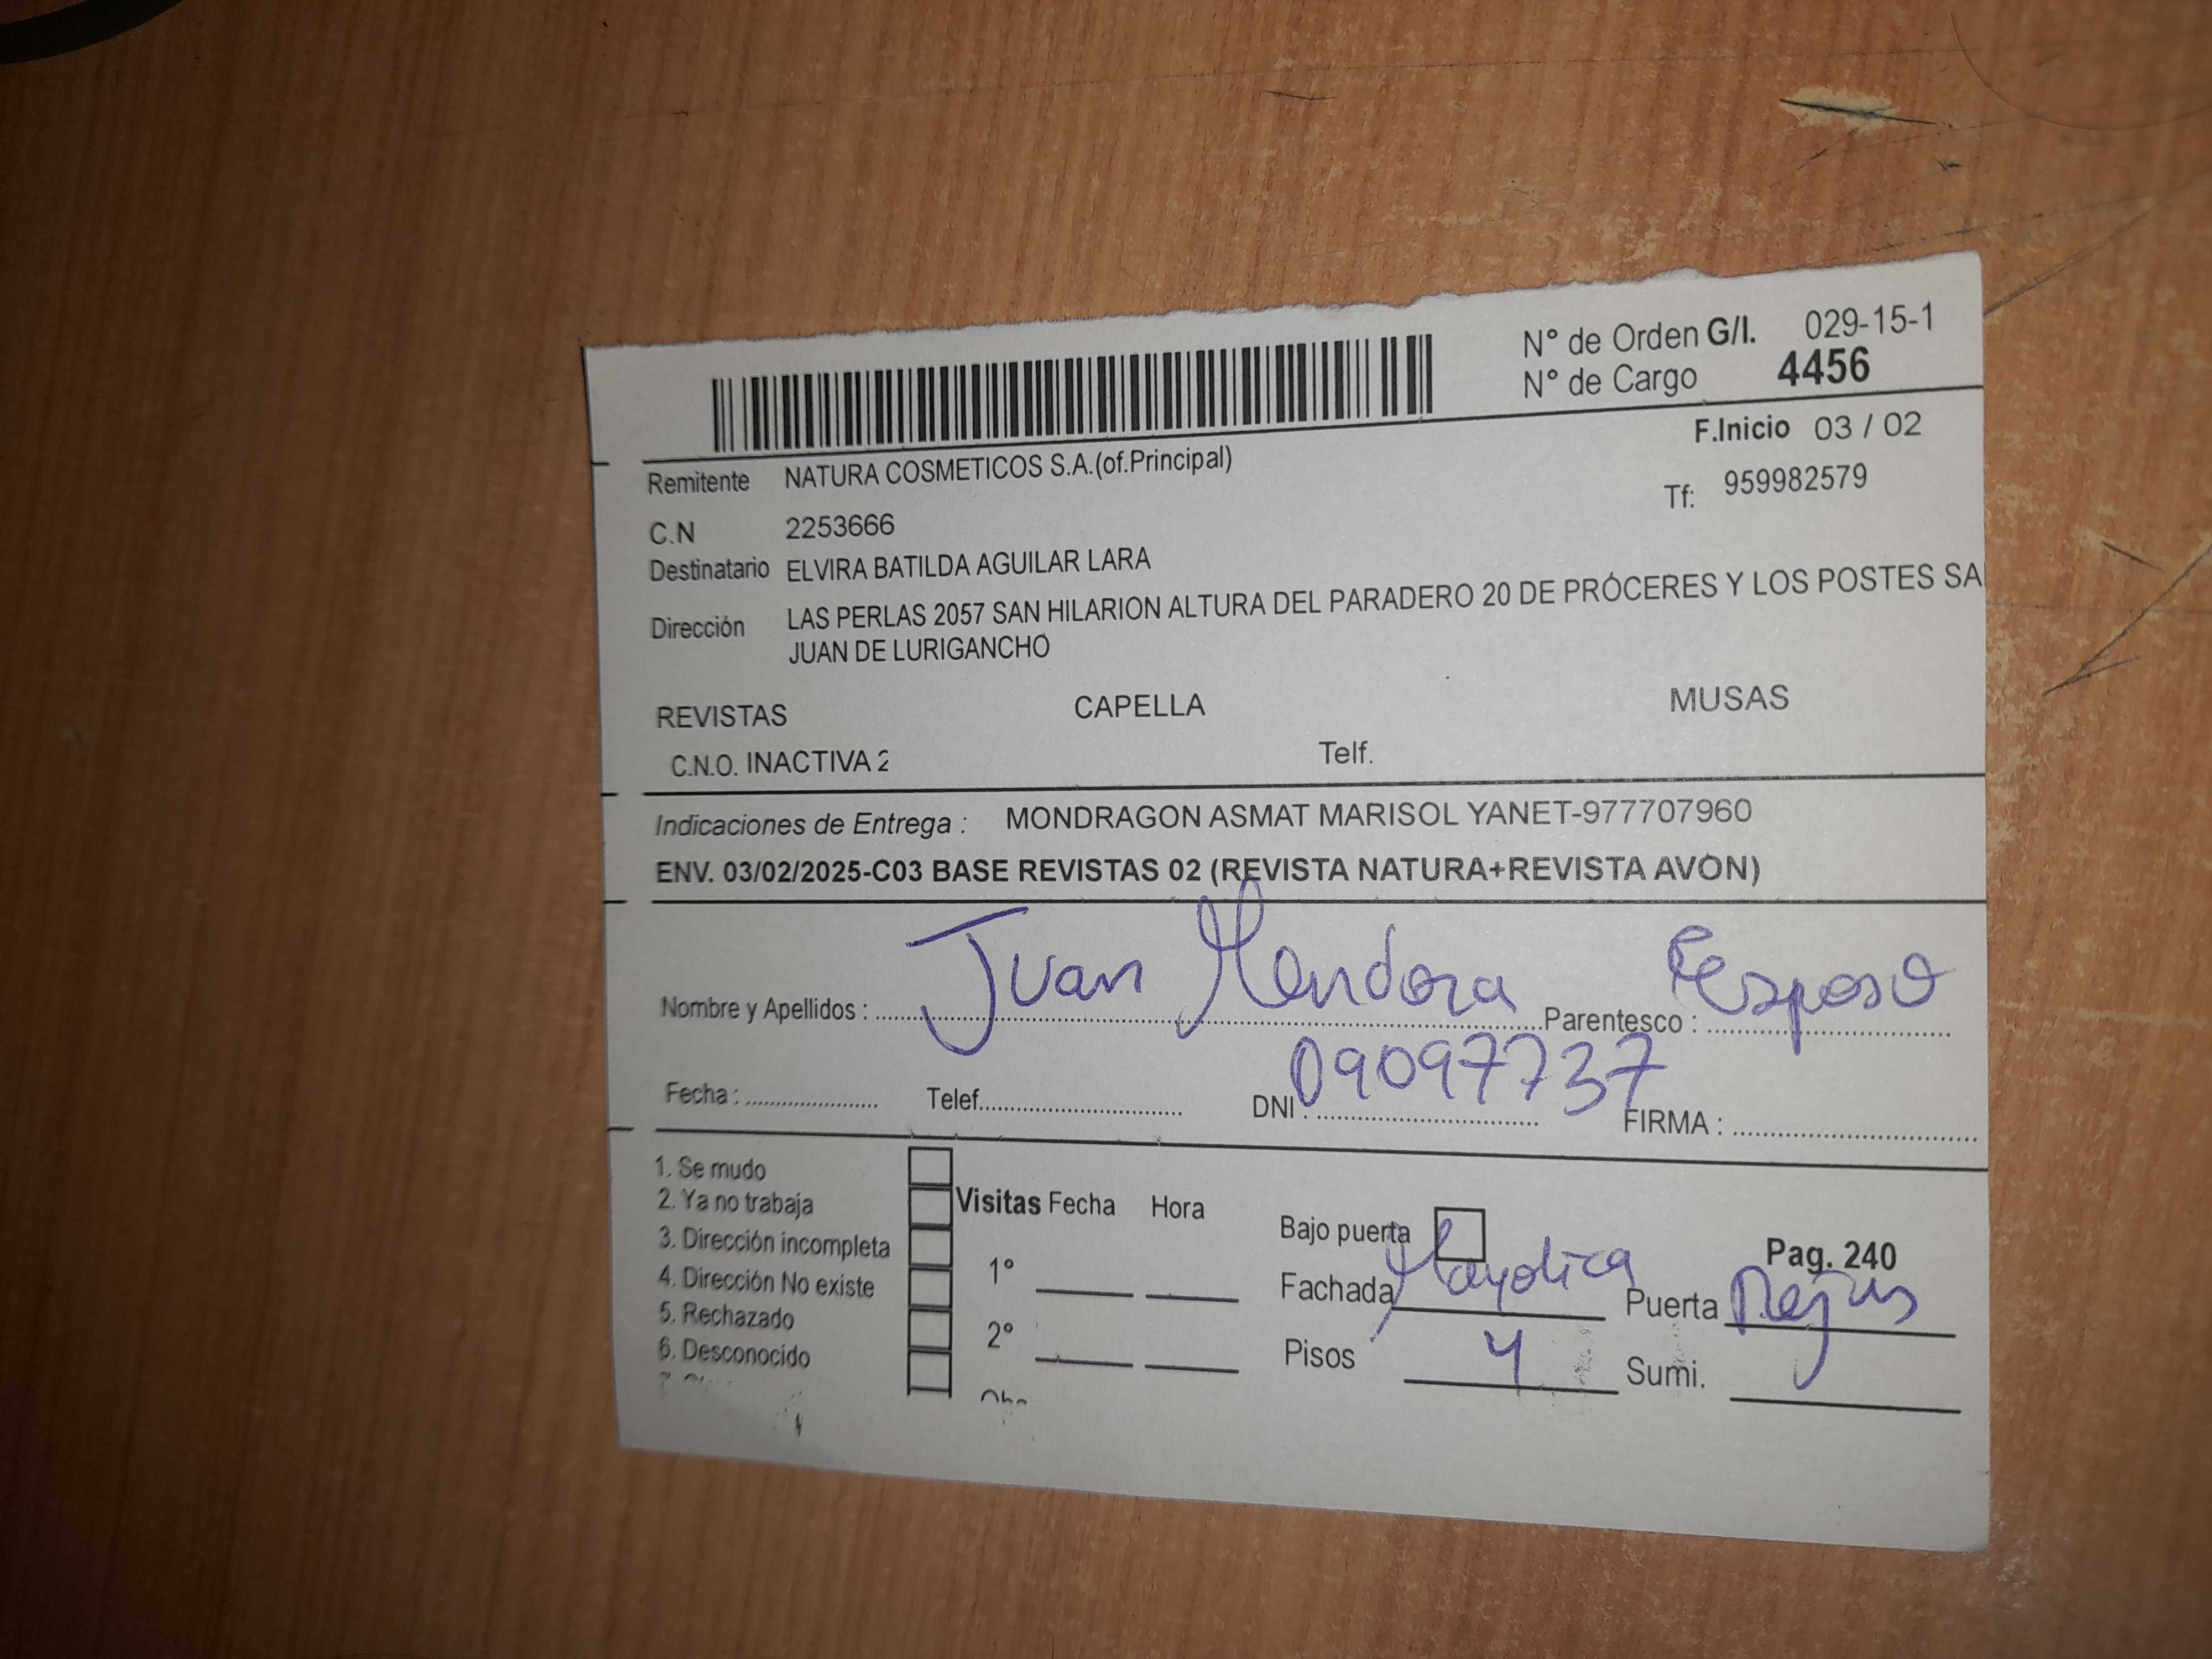 N° de Orden G/I. 029-15-1
N° de Cargo 4456
F.Inicio 03 / 02
Remitente NATURA COSMETICOS S.A.(of.Principal)
Tf: 959982579
C.N 2253666
Destinatario ELVIRA BATILDA AGUILAR LARA
Dirección LAS PERLAS 2057 SAN HILARION ALTURA DEL PARADERO 20 DE PRÓCERES Y LOS POSTES SA
JUAN DE LURIGANCHO
REVISTAS CAPELLA MUSAS
C.N.O. INACTIVA 2 Telf.
Indicaciones de Entrega : MONDRAGON ASMAT MARISOL YANET-977707960
ENV. 03/02/2025-C03 BASE REVISTAS 02 (REVISTA NATURA+REVISTA AVON)
Nombre y Apellidos : Juan Mendoza Parentesco : Esposo
Fecha : Telef. DNI : 09097737 FIRMA :
1. Se mudo
2. Ya no trabaja
3. Dirección incompleta
4. Dirección No existe
5. Rechazado
6. Desconocido
Visitas Fecha Hora
1°
2°
Bajo puerta Pag. 240
Fachada Mayolica Puerta Rejas
Pisos 4 Sumi.